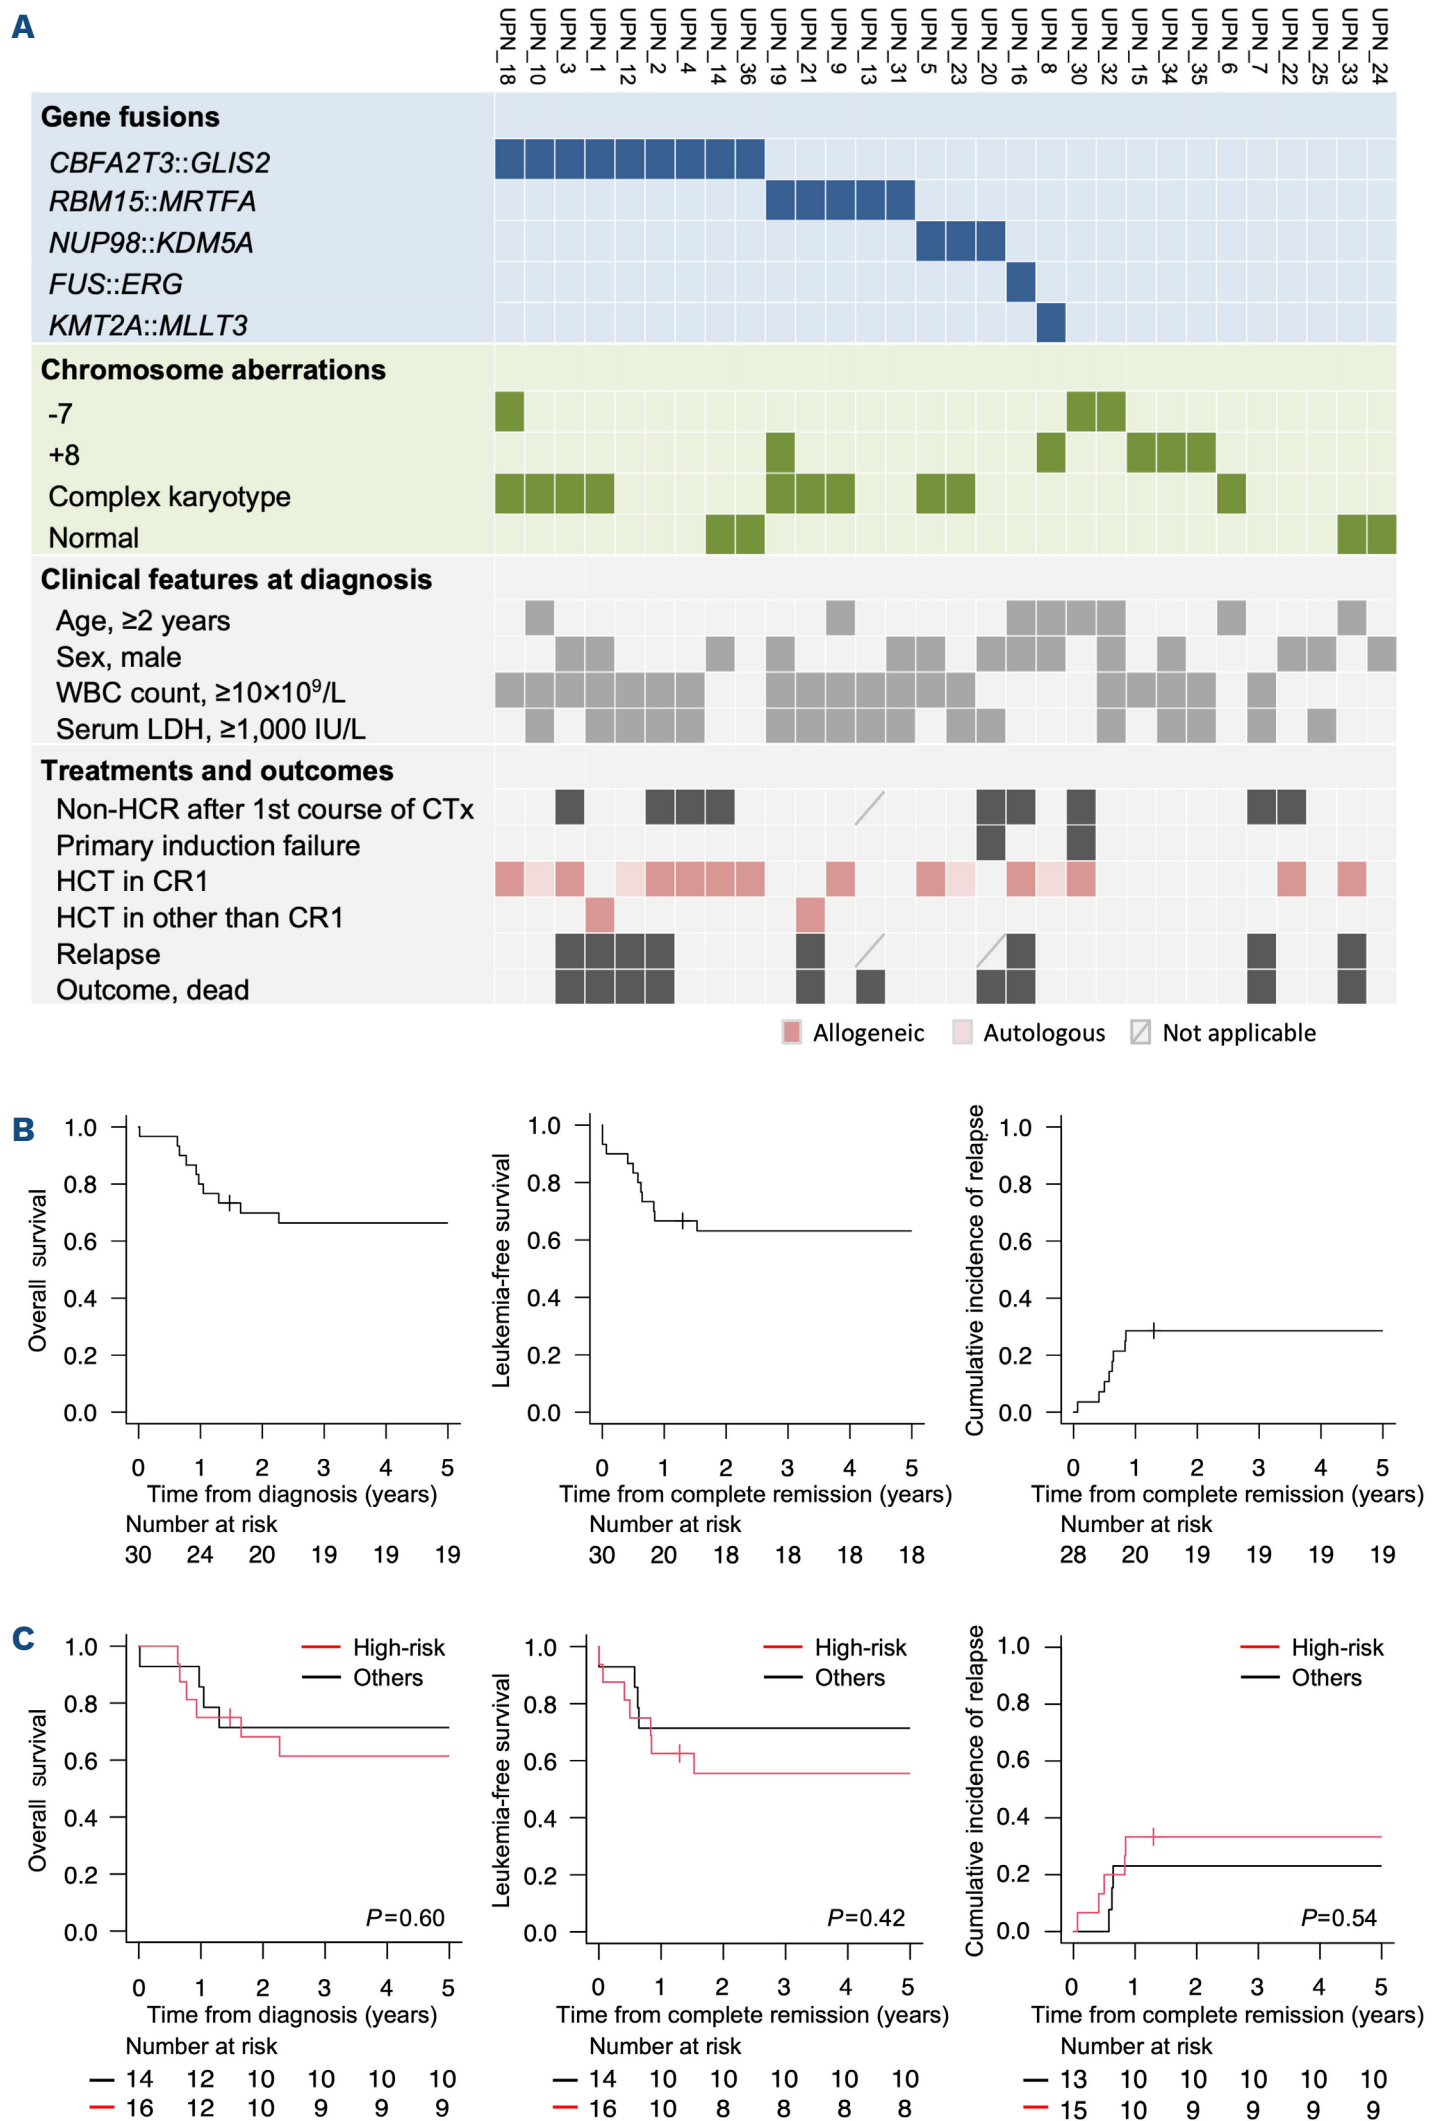 A
UPN_18 UPN_10 UPN_3 UPN_1 UPN_12 UPN_2 UPN_4 UPN_14 UPN_36 UPN_19 UPN_21 UPN_9 UPN_13 UPN_31 UPN_5 UPN_23 UPN_20 UPN_16 UPN_8 UPN_30 UPN_32 UPN_15 UPN_34 UPN_35 UPN_6 UPN_7 UPN_22 UPN_25 UPN_33 UPN_24
Gene fusions
CBFA2T3::GLIS2
RBM15::MRTFA
NUP98::KDM5A
FUS::ERG
KMT2A::MLLT3
Chromosome aberrations
-7
+8
Complex karyotype
Normal
Clinical features at diagnosis
Age, ≥2 years
Sex, male
WBC count, ≥10×10⁹/L
Serum LDH, ≥1,000 IU/L
Treatments and outcomes
Non-HCR after 1st course of CTx
Primary induction failure
HCT in CR1
HCT in other than CR1
Relapse
Outcome, dead
Allogeneic Autologous Not applicable
B
Overall survival
1.0
0.8
0.6
0.4
0.2
0.0
0 1 2 3 4 5
Time from diagnosis (years)
Number at risk
30 24 20 19 19 19
Leukemia-free survival
1.0
0.8
0.6
0.4
0.2
0.0
0 1 2 3 4 5
Time from complete remission (years)
Number at risk
30 20 18 18 18 18
Cumulative incidence of relapse
1.0
0.8
0.6
0.4
0.2
0.0
0 1 2 3 4 5
Time from complete remission (years)
Number at risk
28 20 19 19 19 19
C
Overall survival
1.0
0.8
0.6
0.4
0.2
0.0
High-risk
Others
P=0.60
0 1 2 3 4 5
Time from diagnosis (years)
Number at risk
14 12 10 10 10 10
16 12 10 9 9 9
Leukemia-free survival
1.0
0.8
0.6
0.4
0.2
0.0
High-risk
Others
P=0.42
0 1 2 3 4 5
Time from complete remission (years)
Number at risk
14 10 10 10 10 10
16 10 8 8 8 8
Cumulative incidence of relapse
1.0
0.8
0.6
0.4
0.2
0.0
High-risk
Others
P=0.54
0 1 2 3 4 5
Time from complete remission (years)
Number at risk
13 10 10 10 10 10
15 10 9 9 9 9